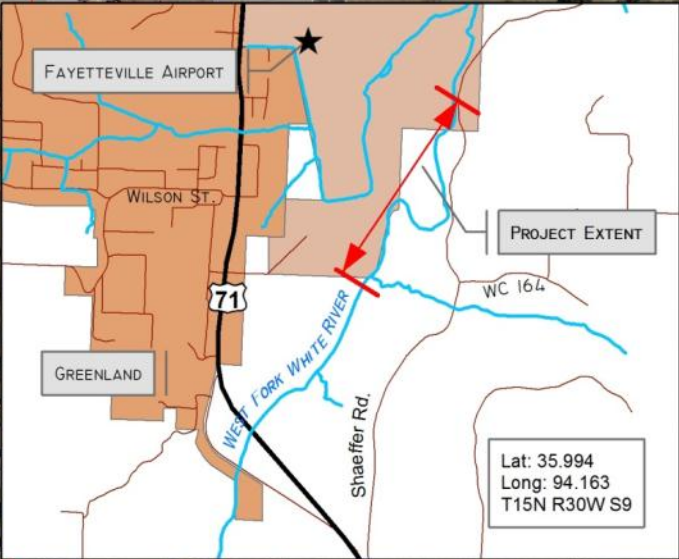 FAYETTEVILLE AIRPORT
WILSON ST.
PROJECT EXTENT
WC 164
71
WEST FORK WHITE RIVER
GREENLAND
Shaeffer Rd.
Lat: 35.994
Long: 94.163
T15N R30W S9